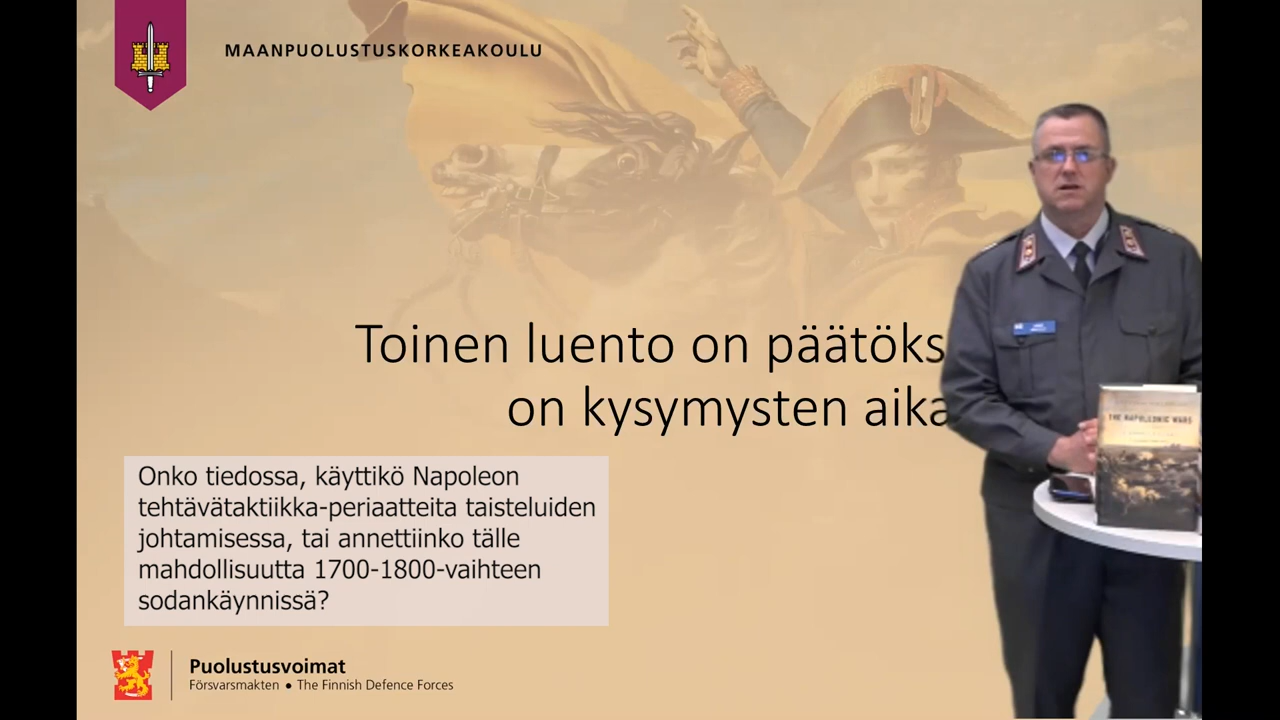 MAANPUOLUSTUSKORKEAKOULU
Toinen luento on päätöks
on kysymysten aika
Onko tiedossa, käyttikö Napoleon
tehtävätaktiikka-periaatteita taisteluiden
johtamisessa, tai annettiinko tälle
mahdollisuutta 1700-1800-vaihteen
sodankäynnissä?
THE NAPOLEONIC WARS
Puolustusvoimat
Försvarsmakten ● The Finnish Defence Forces